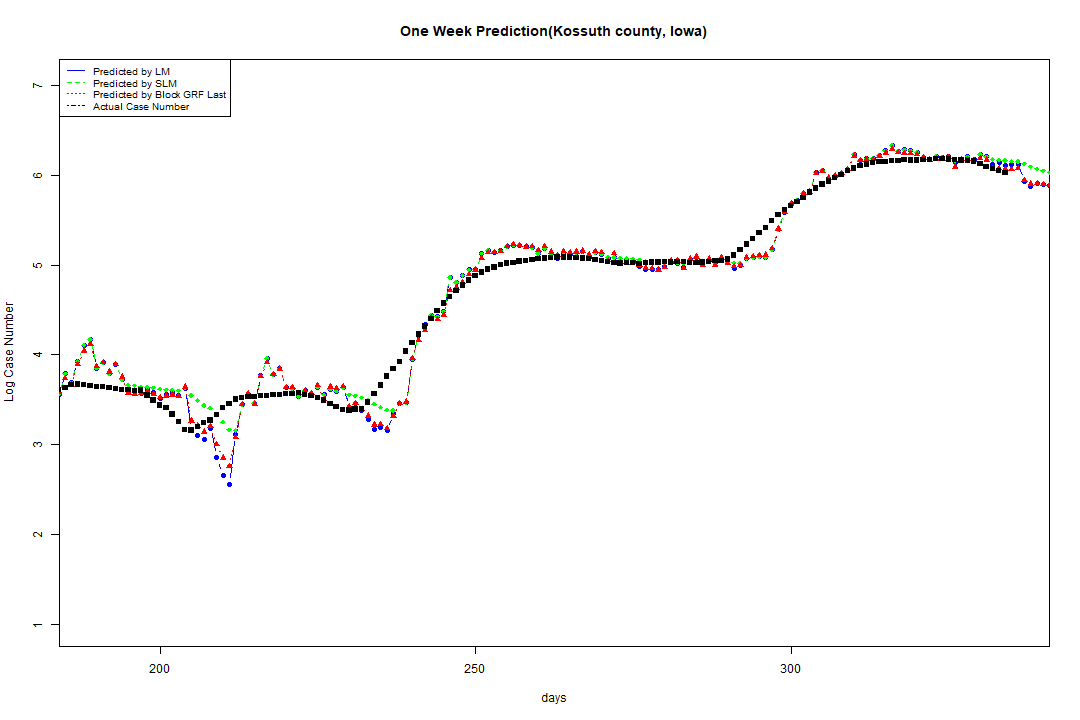 One Week Prediction(Kossuth county, Iowa)
Predicted by LM
Predicted by SLM
Predicted by Block GRF Last
Actual Case Number
Log Case Number
7
6
5
4
3
2
1
200 250 300
days